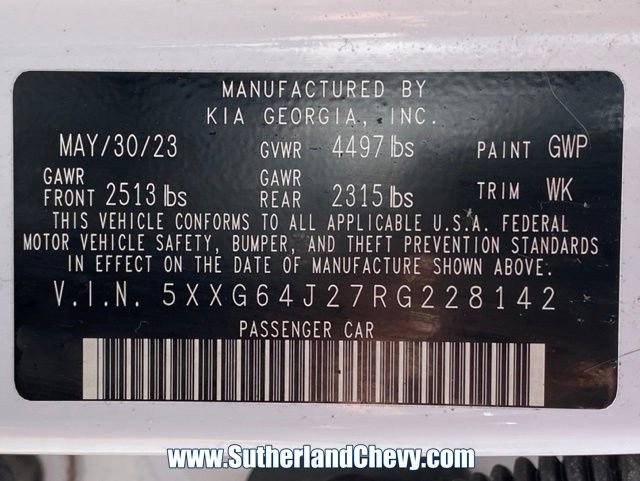 MANUFACTURED BY
KIA GEORGIA, INC.
MAY/30/23 GVWR 4497 lbs PAINT GWP
GAWR FRONT 2513 lbs GAWR REAR 2315 lbs TRIM WK
THIS VEHICLE CONFORMS TO ALL APPLICABLE U.S.A. FEDERAL
MOTOR VEHICLE SAFETY, BUMPER, AND THEFT PREVENTION STANDARDS
IN EFFECT ON THE DATE OF MANUFACTURE SHOWN ABOVE.
V.I.N. 5XXG64J27RG228142
PASSENGER CAR
www.SutherlandChevy.com